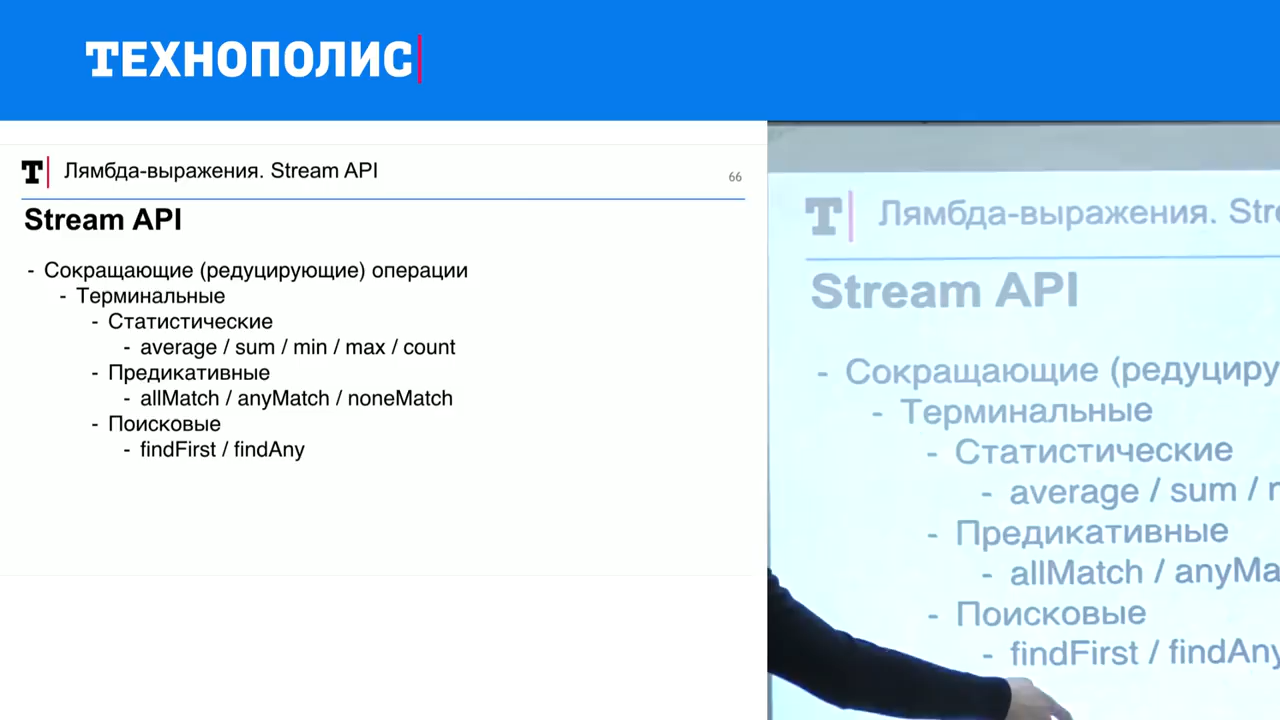 ТЕХНОПОЛИС
Т Лямбда-выражения. Stream API
66
Stream API
- Сокращающие (редуцирующие) операции
- Терминальные
- Статистические
- average / sum / min / max / count
- Предикативные
- allMatch / anyMatch / noneMatch
- Поисковые
- findFirst / findAny
Т Лямбда-выражения. Stre
Stream API
- Сокращающие (редуциру
- Терминальные
- Статистические
- average / sum /
- Предикативные
- allMatch / anyMa
- Поисковые
- findFirst / findAny